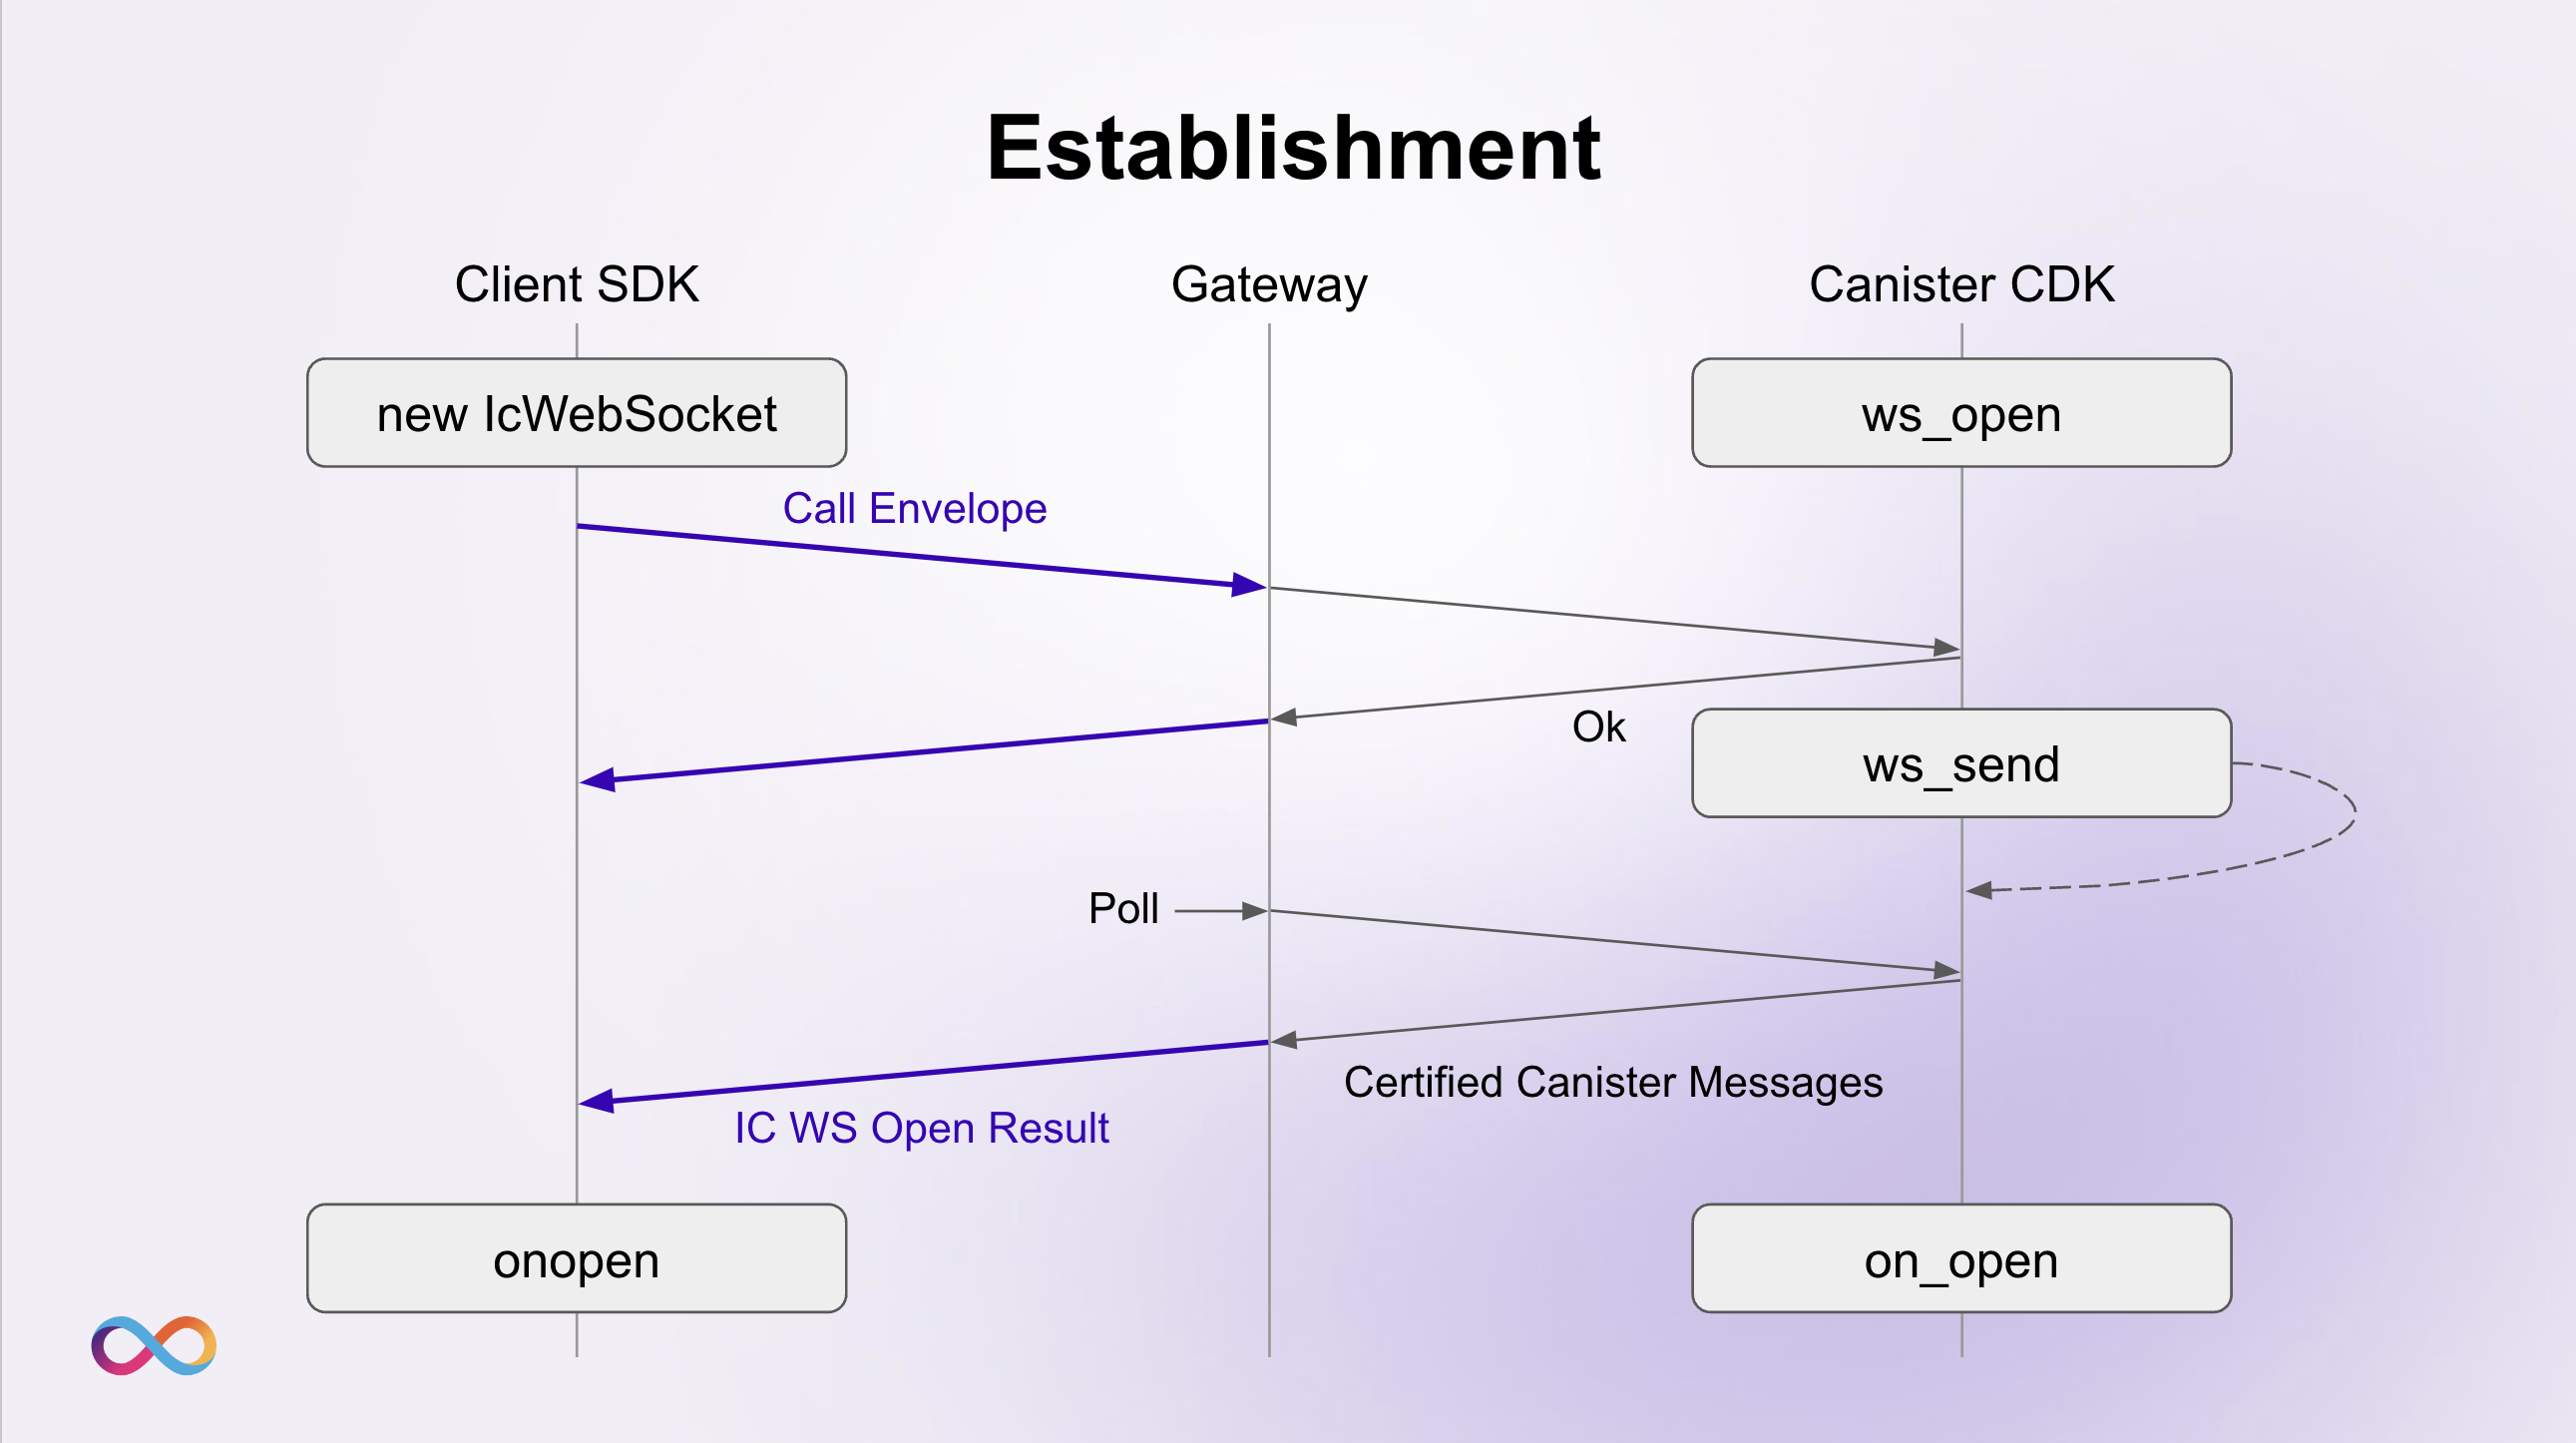 Establishment
Client SDK
Gateway
Canister CDK
new IcWebSocket
ws_open
Call Envelope
Ok
ws_send
Poll
Certified Canister Messages
IC WS Open Result
onopen
on_open